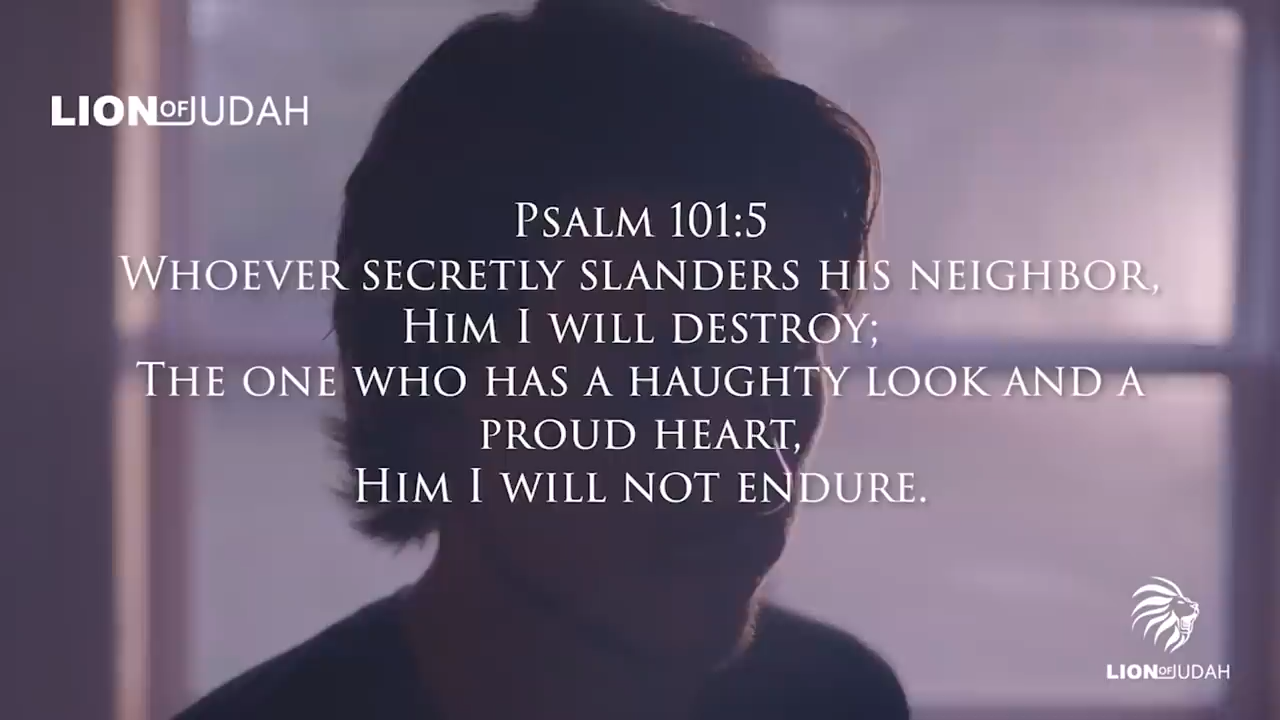 LION OF JUDAH
Psalm 101:5
Whoever secretly slanders his neighbor,
Him I will destroy;
The one who has a haughty look and a
proud heart,
Him I will not endure.
LION OF JUDAH